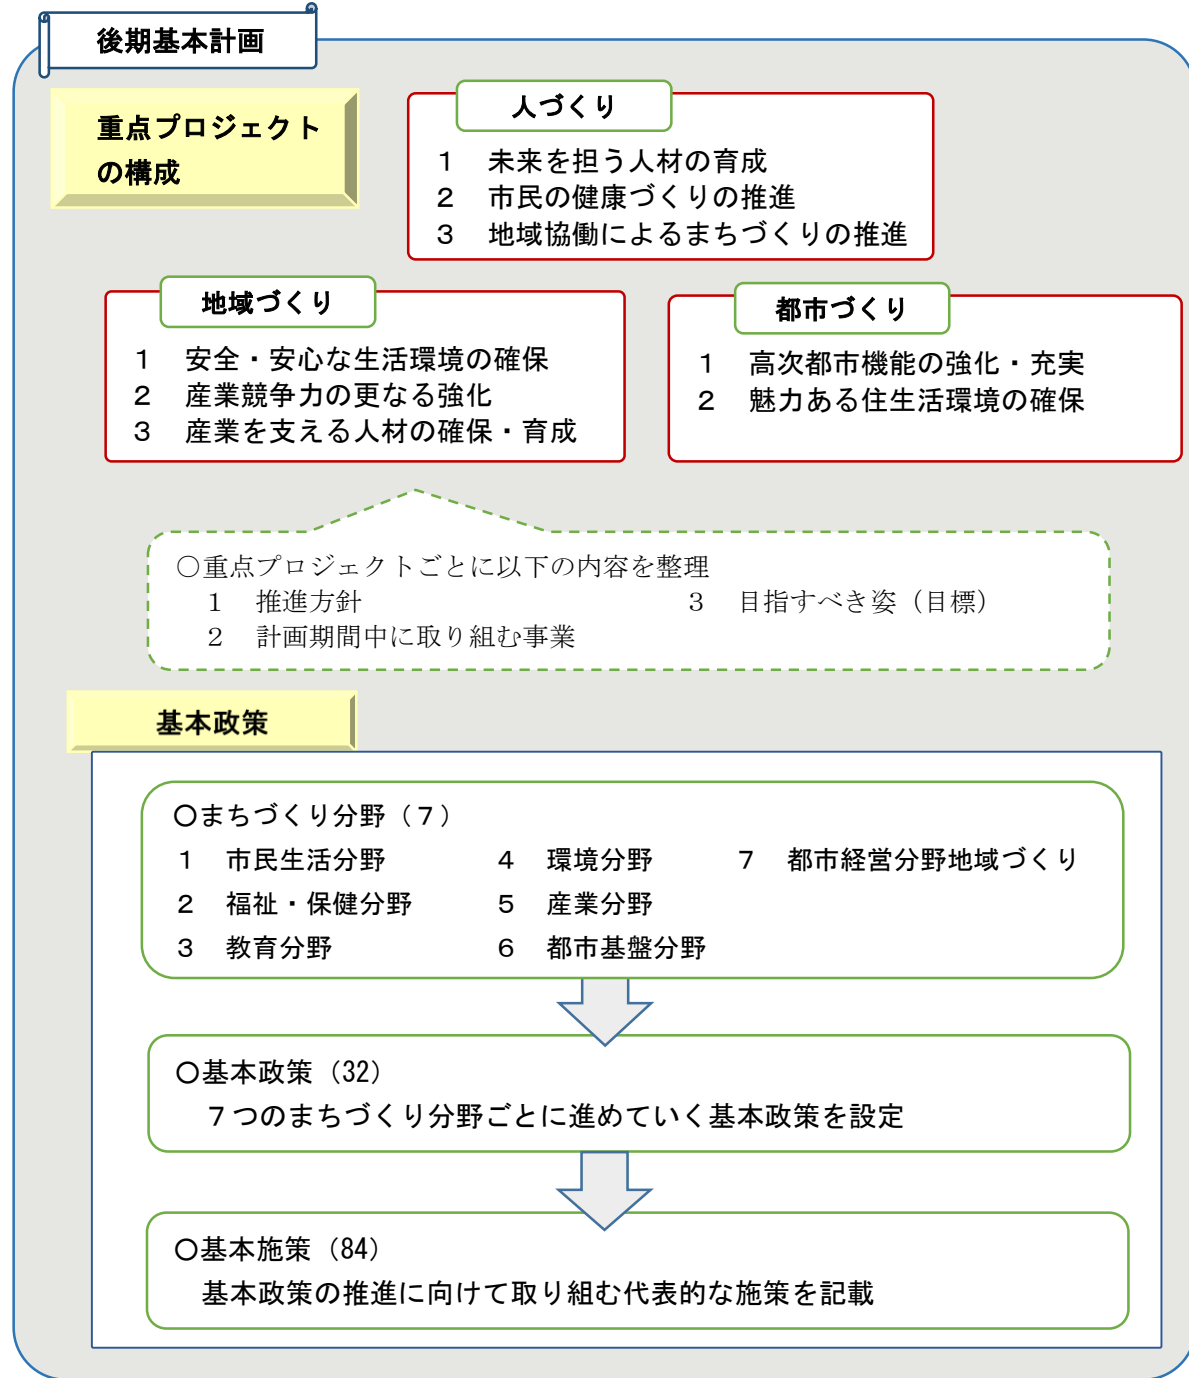 後期基本計画
重点プロジェクト
の構成
人づくり
１　未来を担う人材の育成
２　市民の健康づくりの推進
３　地域協働によるまちづくりの推進
地域づくり
１　安全・安心な生活環境の確保
２　産業競争力の更なる強化
３　産業を支える人材の確保・育成
都市づくり
１　高次都市機能の強化・充実
２　魅力ある住生活環境の確保
○重点プロジェクトごとに以下の内容を整理
１　推進方針　３　目指すべき姿（目標）
２　計画期間中に取り組む事業
基本政策
○まちづくり分野（７）
１　市民生活分野　４　環境分野　７　都市経営分野地域づくり
２　福祉・保健分野　５　産業分野
３　教育分野　６　都市基盤分野
○基本政策（32）
７つのまちづくり分野ごとに進めていく基本政策を設定
○基本施策（84）
基本政策の推進に向けて取り組む代表的な施策を記載